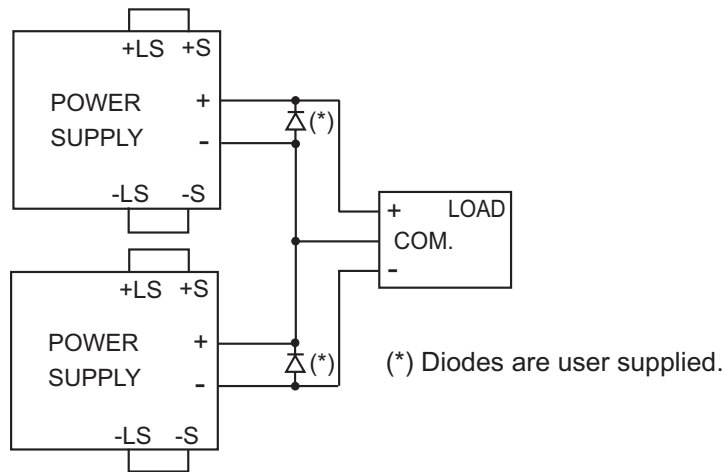 +LS +S
POWER
SUPPLY
+
-
(*)
-LS -S
+ LOAD
COM.
-
+LS +S
POWER
SUPPLY
+
-
(*)
(*) Diodes are user supplied.
-LS -S